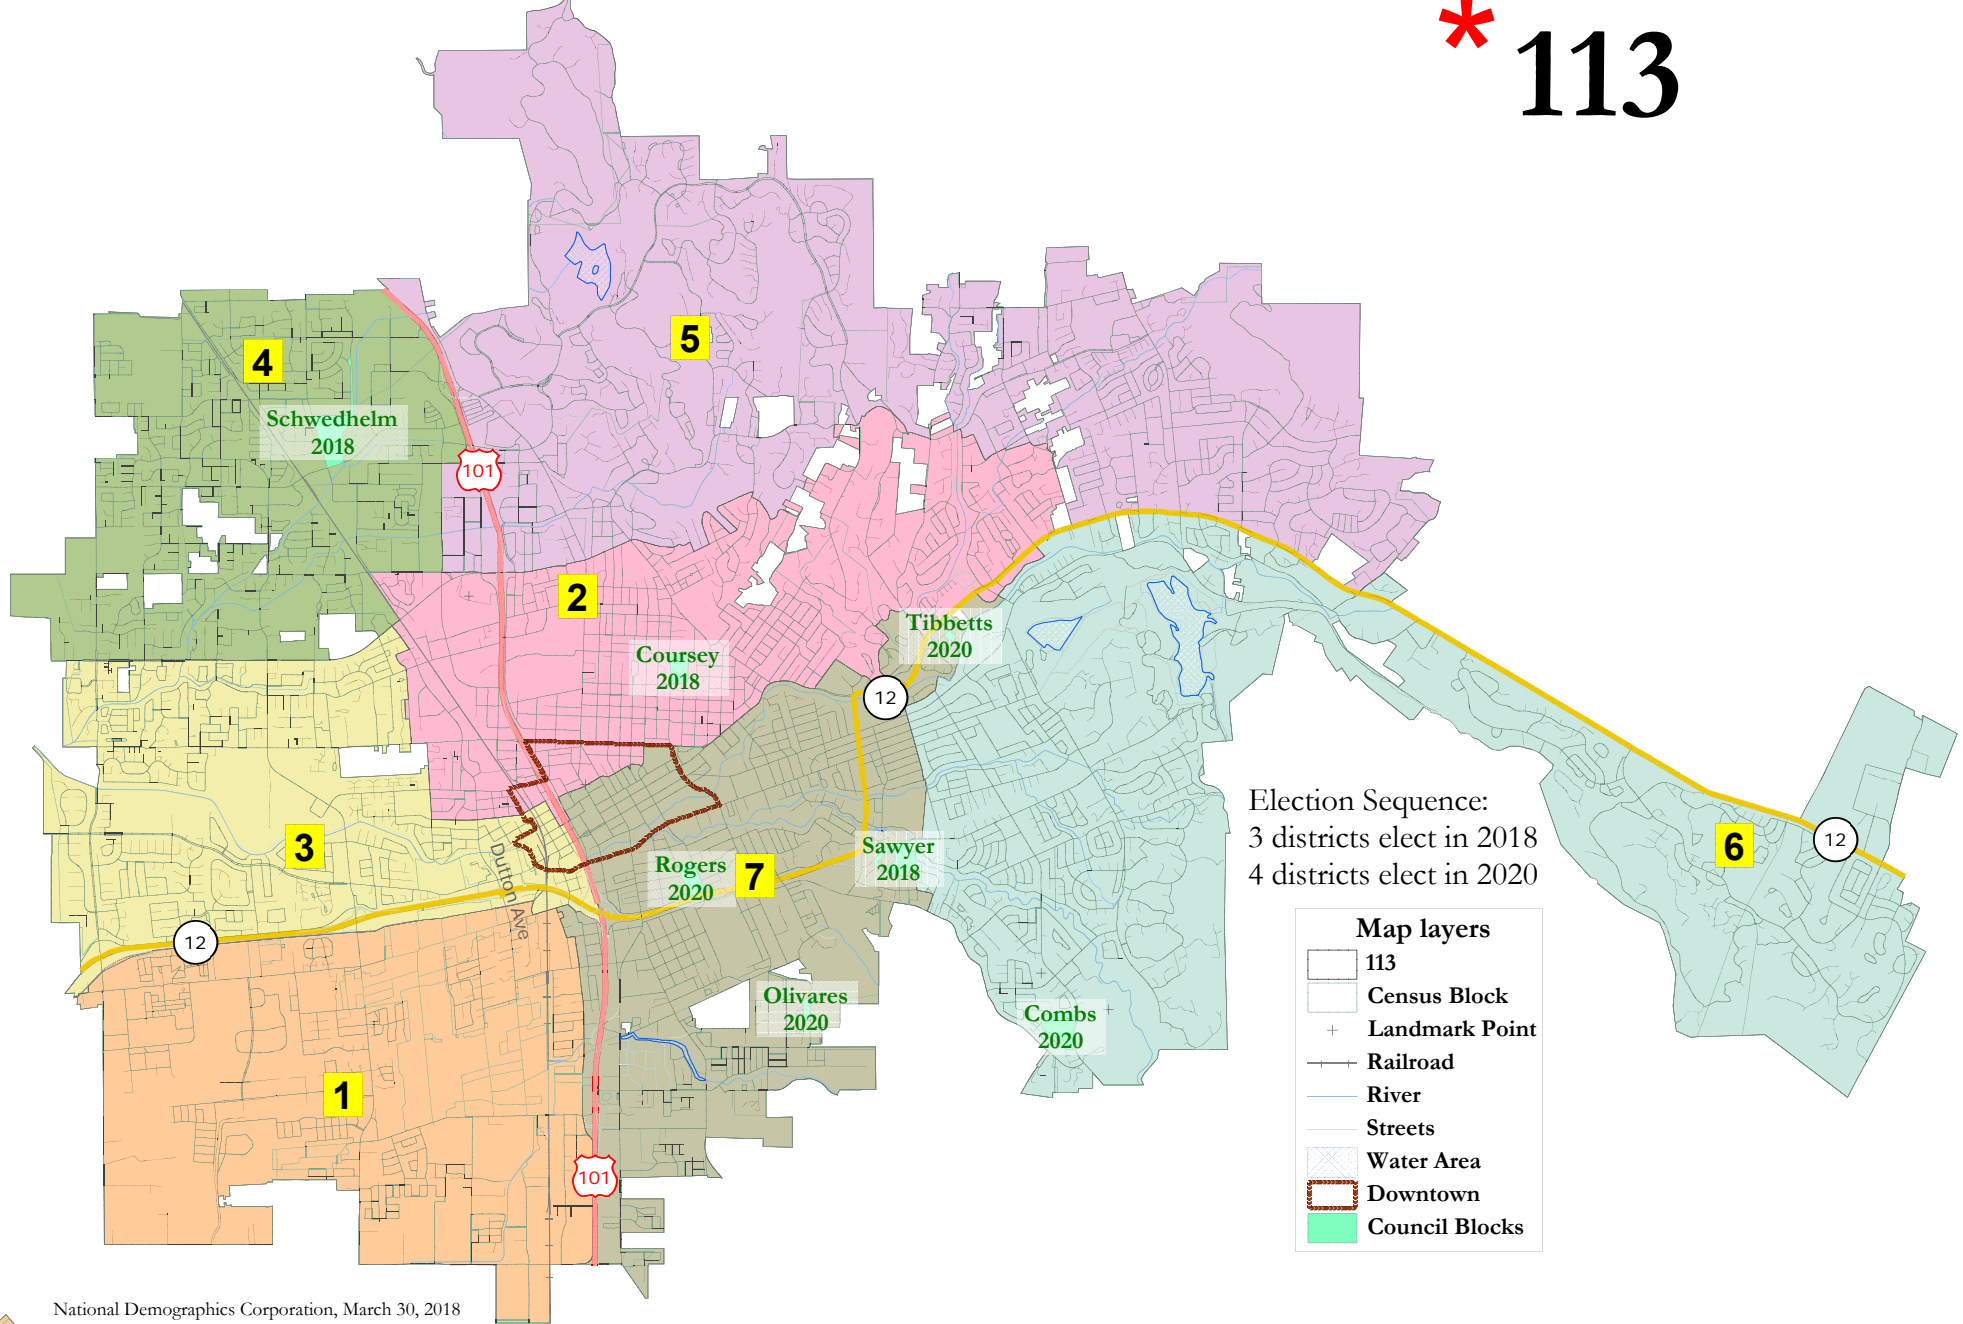 * 113
5
4
Schwedhelm
2018
101
2
Tibbetts
2020
Coursey
2018
12
Election Sequence:
3 districts elect in 2018
4 districts elect in 2020
6
12
3
Dutton Ave
Sawyer
2018
Rogers
2020
7
12
Map layers
113
Census Block
Landmark Point
Railroad
River
Streets
Water Area
Downtown
Council Blocks
Olivares
2020
Combs
2020
1
101
National Demographics Corporation, March 30, 2018